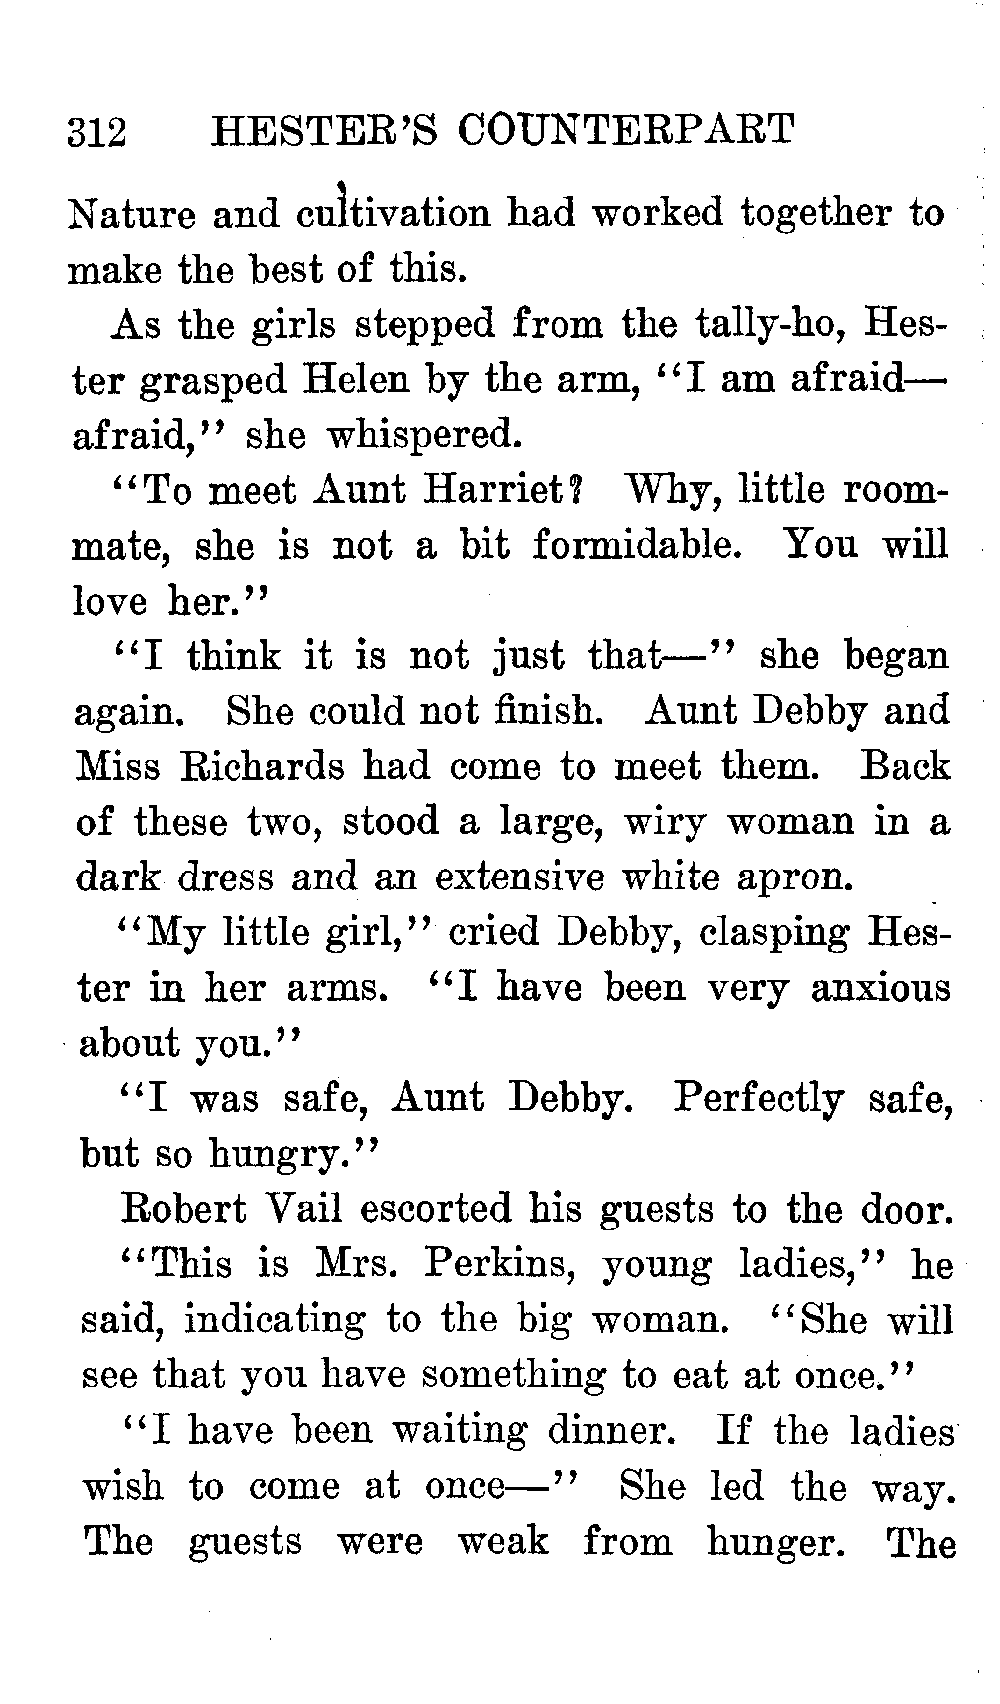 312 HESTER'S COUNTERPART
Nature and cultivation had worked together to
make the best of this.
As the girls stepped from the tally-ho, Hes-
ter grasped Helen by the arm, "I am afraid—
afraid," she whispered.
"To meet Aunt Harriet? Why, little room-
mate, she is not a bit formidable. You will
love her."
"I think it is not just that—" she began
again. She could not finish. Aunt Debby and
Miss Richards had come to meet them. Back
of these two, stood a large, wiry woman in a
dark dress and an extensive white apron.
"My little girl," cried Debby, clasping Hes-
ter in her arms. "I have been very anxious
about you."
"I was safe, Aunt Debby. Perfectly safe,
but so hungry."
Robert Vail escorted his guests to the door.
"This is Mrs. Perkins, young ladies," he
said, indicating to the big woman. "She will
see that you have something to eat at once."
"I have been waiting dinner. If the ladies
wish to come at once—" She led the way.
The guests were weak from hunger. The